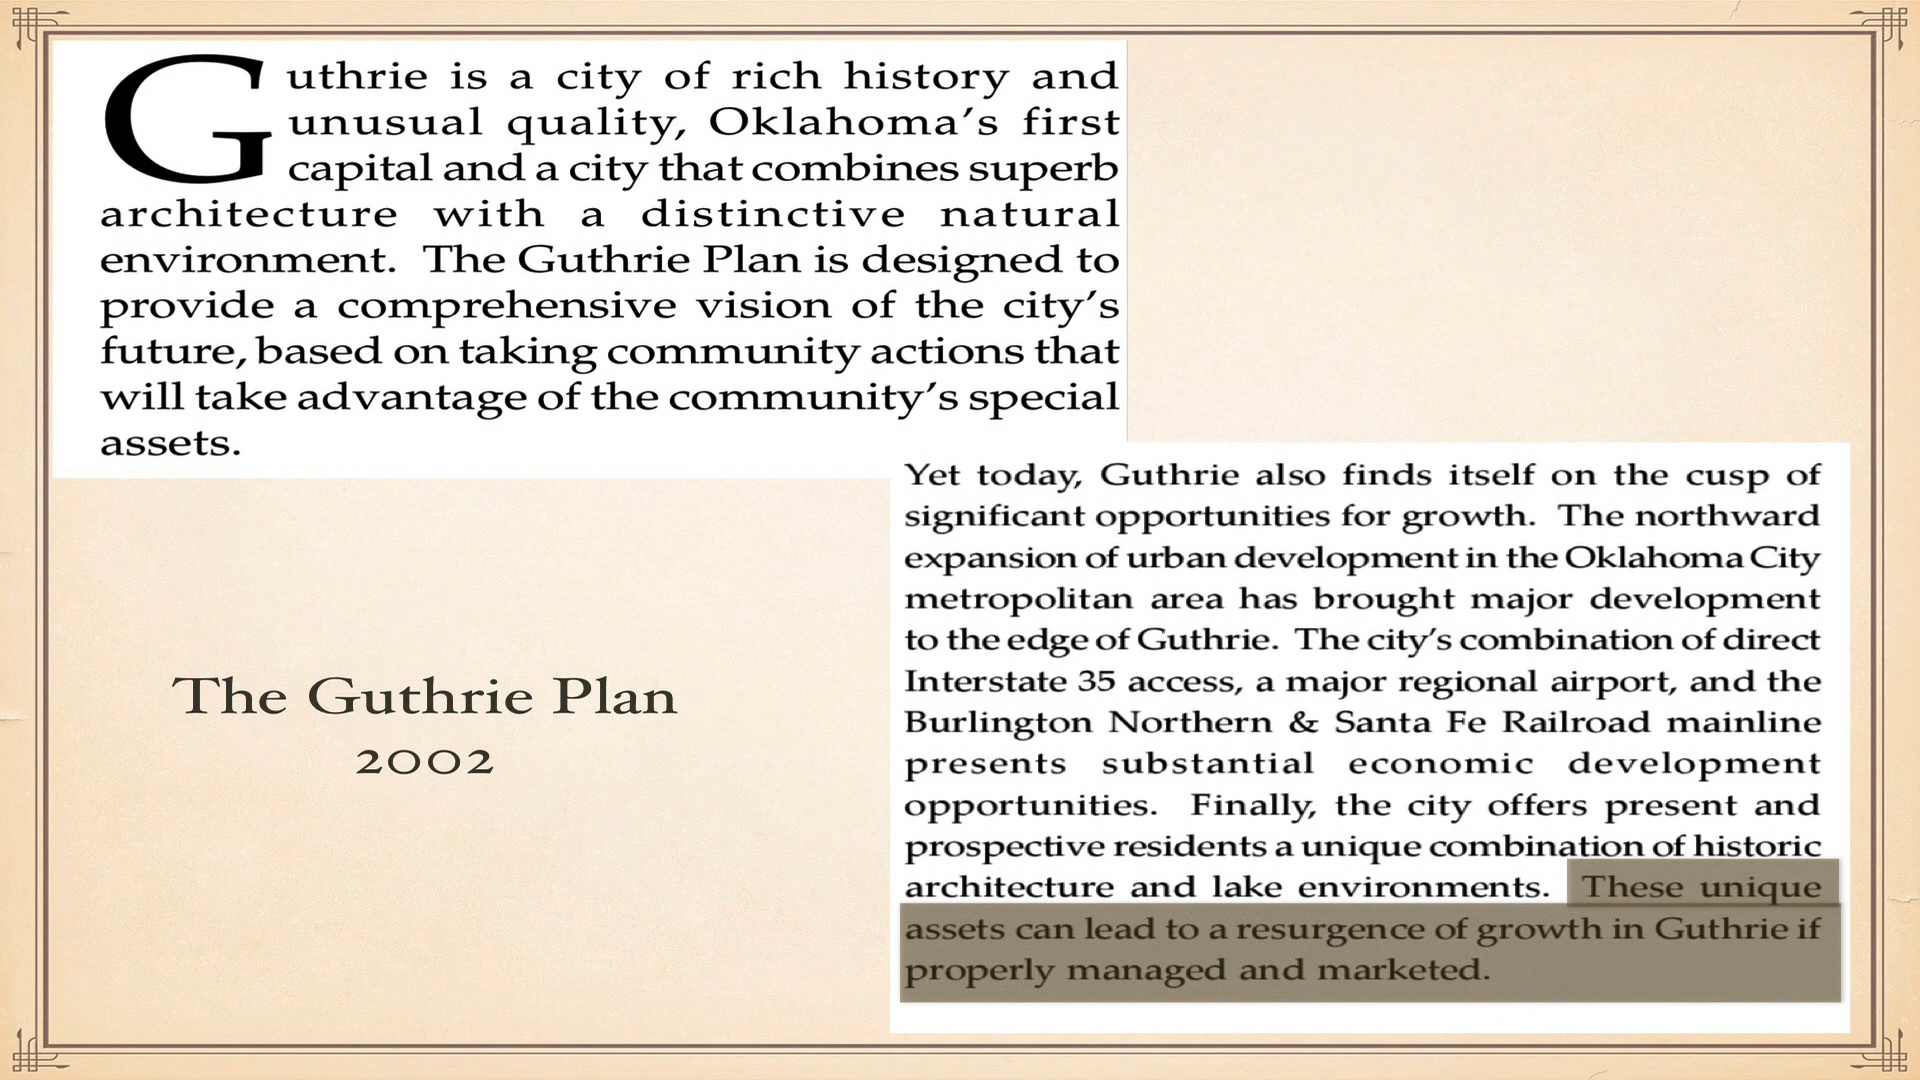 Guthrie is a city of rich history and
unusual quality, Oklahoma's first
capital and a city that combines superb
architecture with a distinctive natural
environment. The Guthrie Plan is designed to
provide a comprehensive vision of the city's
future, based on taking community actions that
will take advantage of the community's special
assets.
Yet today, Guthrie also finds itself on the cusp of
significant opportunities for growth. The northward
expansion of urban development in the Oklahoma City
metropolitan area has brought major development
to the edge of Guthrie. The city's combination of direct
Interstate 35 access, a major regional airport, and the
Burlington Northern & Santa Fe Railroad mainline
presents substantial economic development
opportunities. Finally, the city offers present and
prospective residents a unique combination of historic
architecture and lake environments. These unique
assets can lead to a resurgence of growth in Guthrie if
properly managed and marketed.
The Guthrie Plan
2002